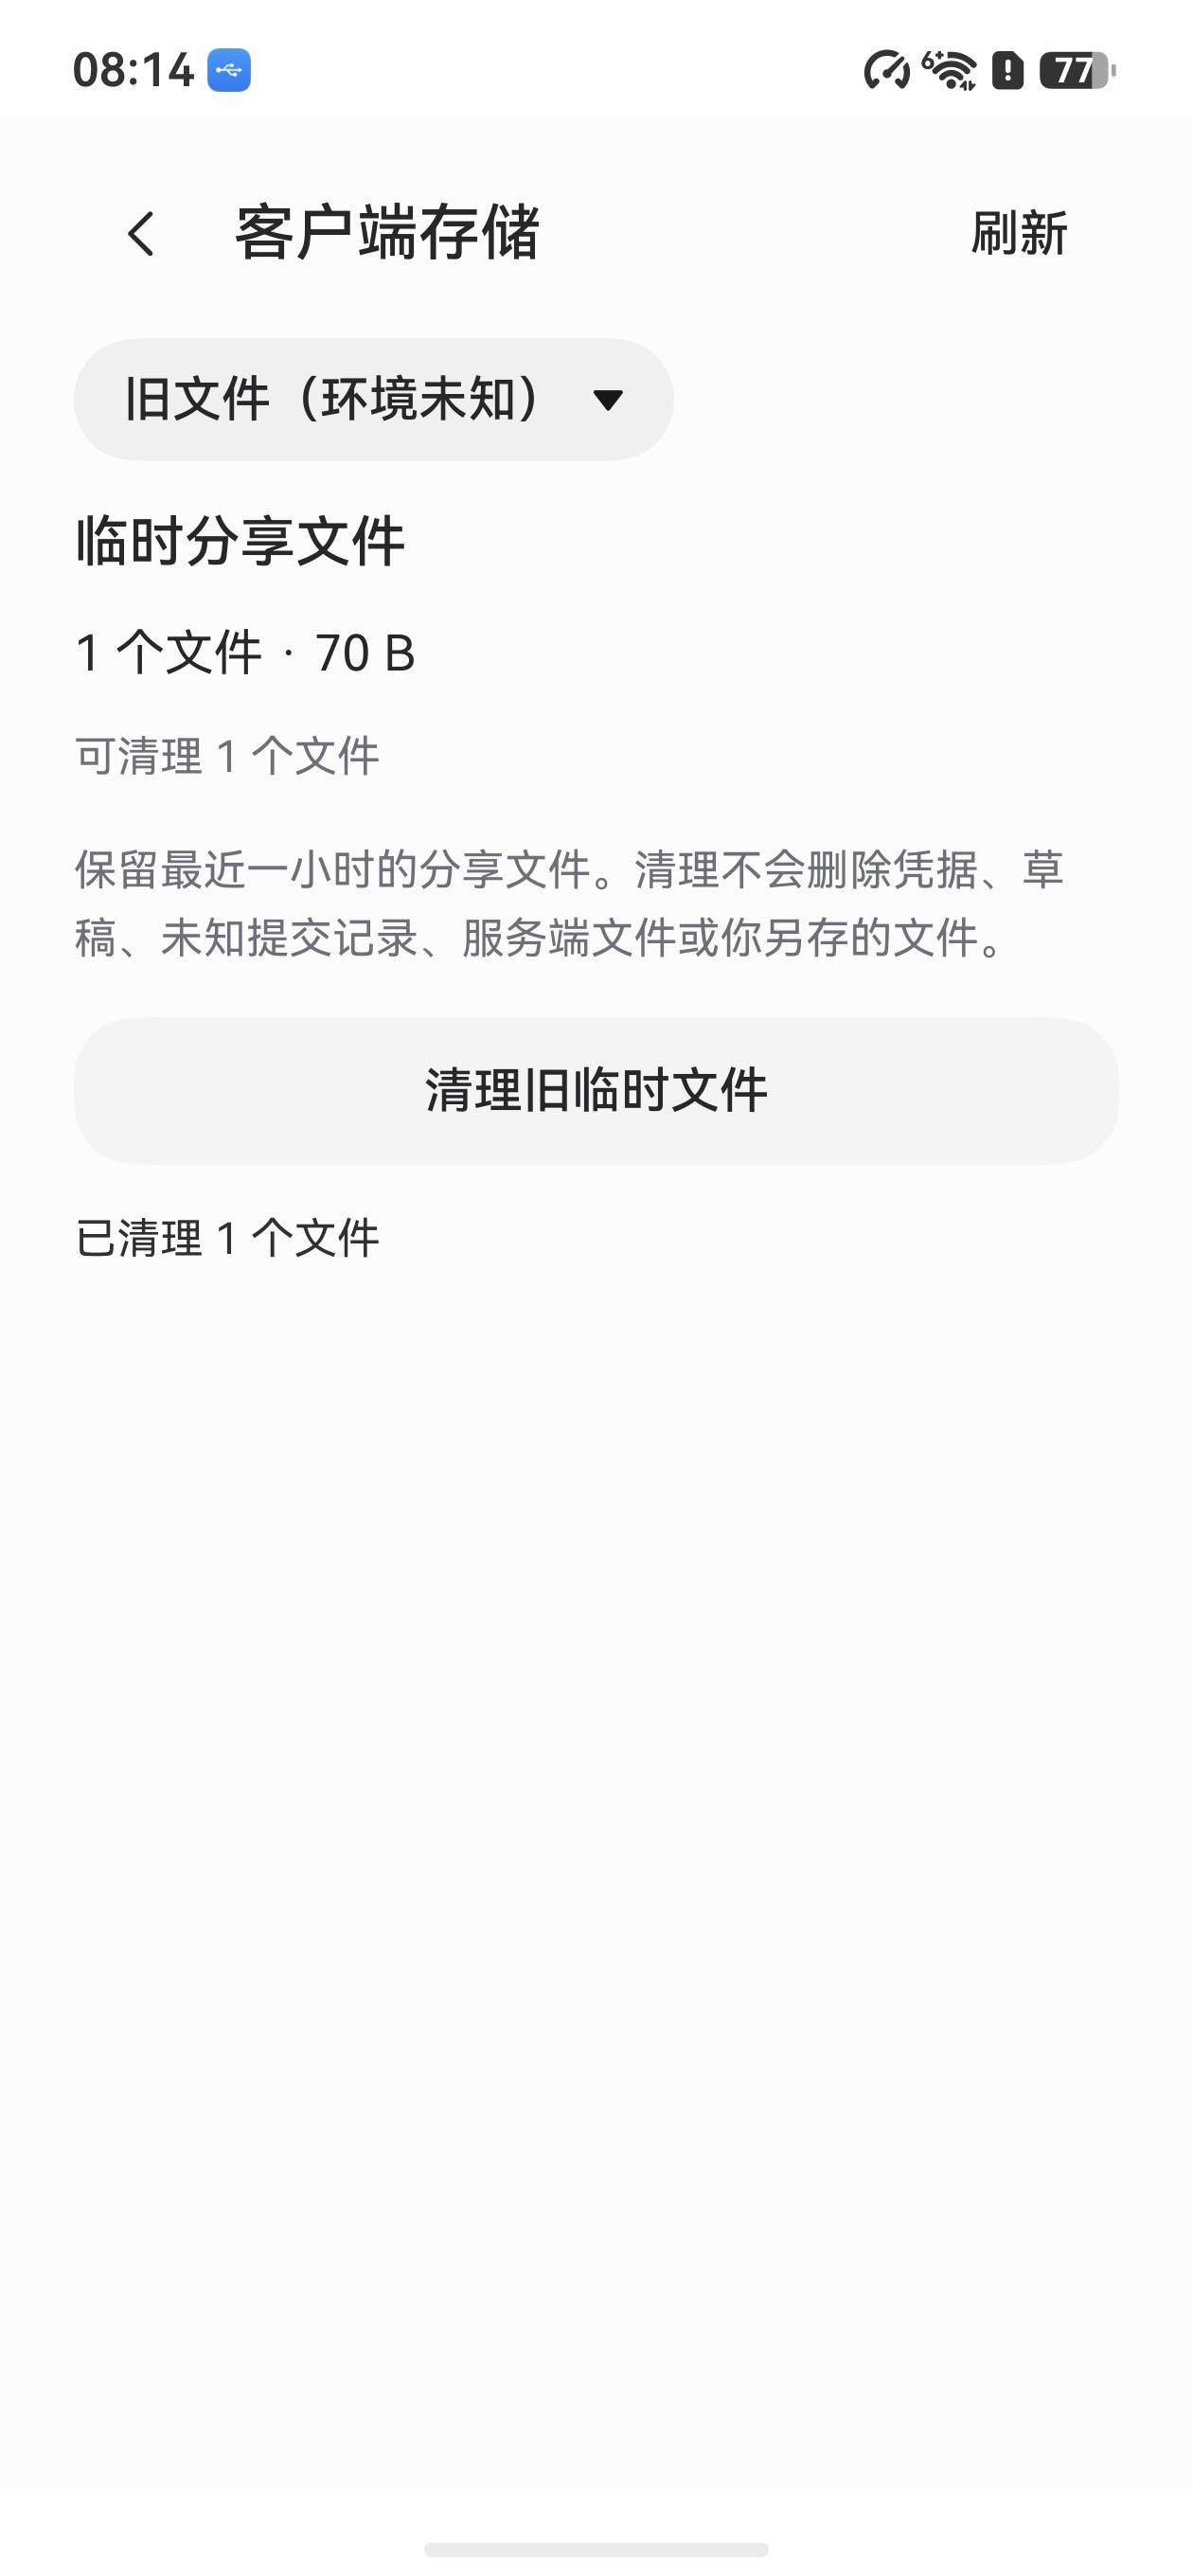 08:14
77
客户端存储
刷新
旧文件（环境未知）
临时分享文件
1 个文件 · 70 B
可清理 1 个文件
保留最近一小时的分享文件。清理不会删除凭据、草
稿、未知提交记录、服务端文件或你另存的文件。
清理旧临时文件
已清理 1 个文件